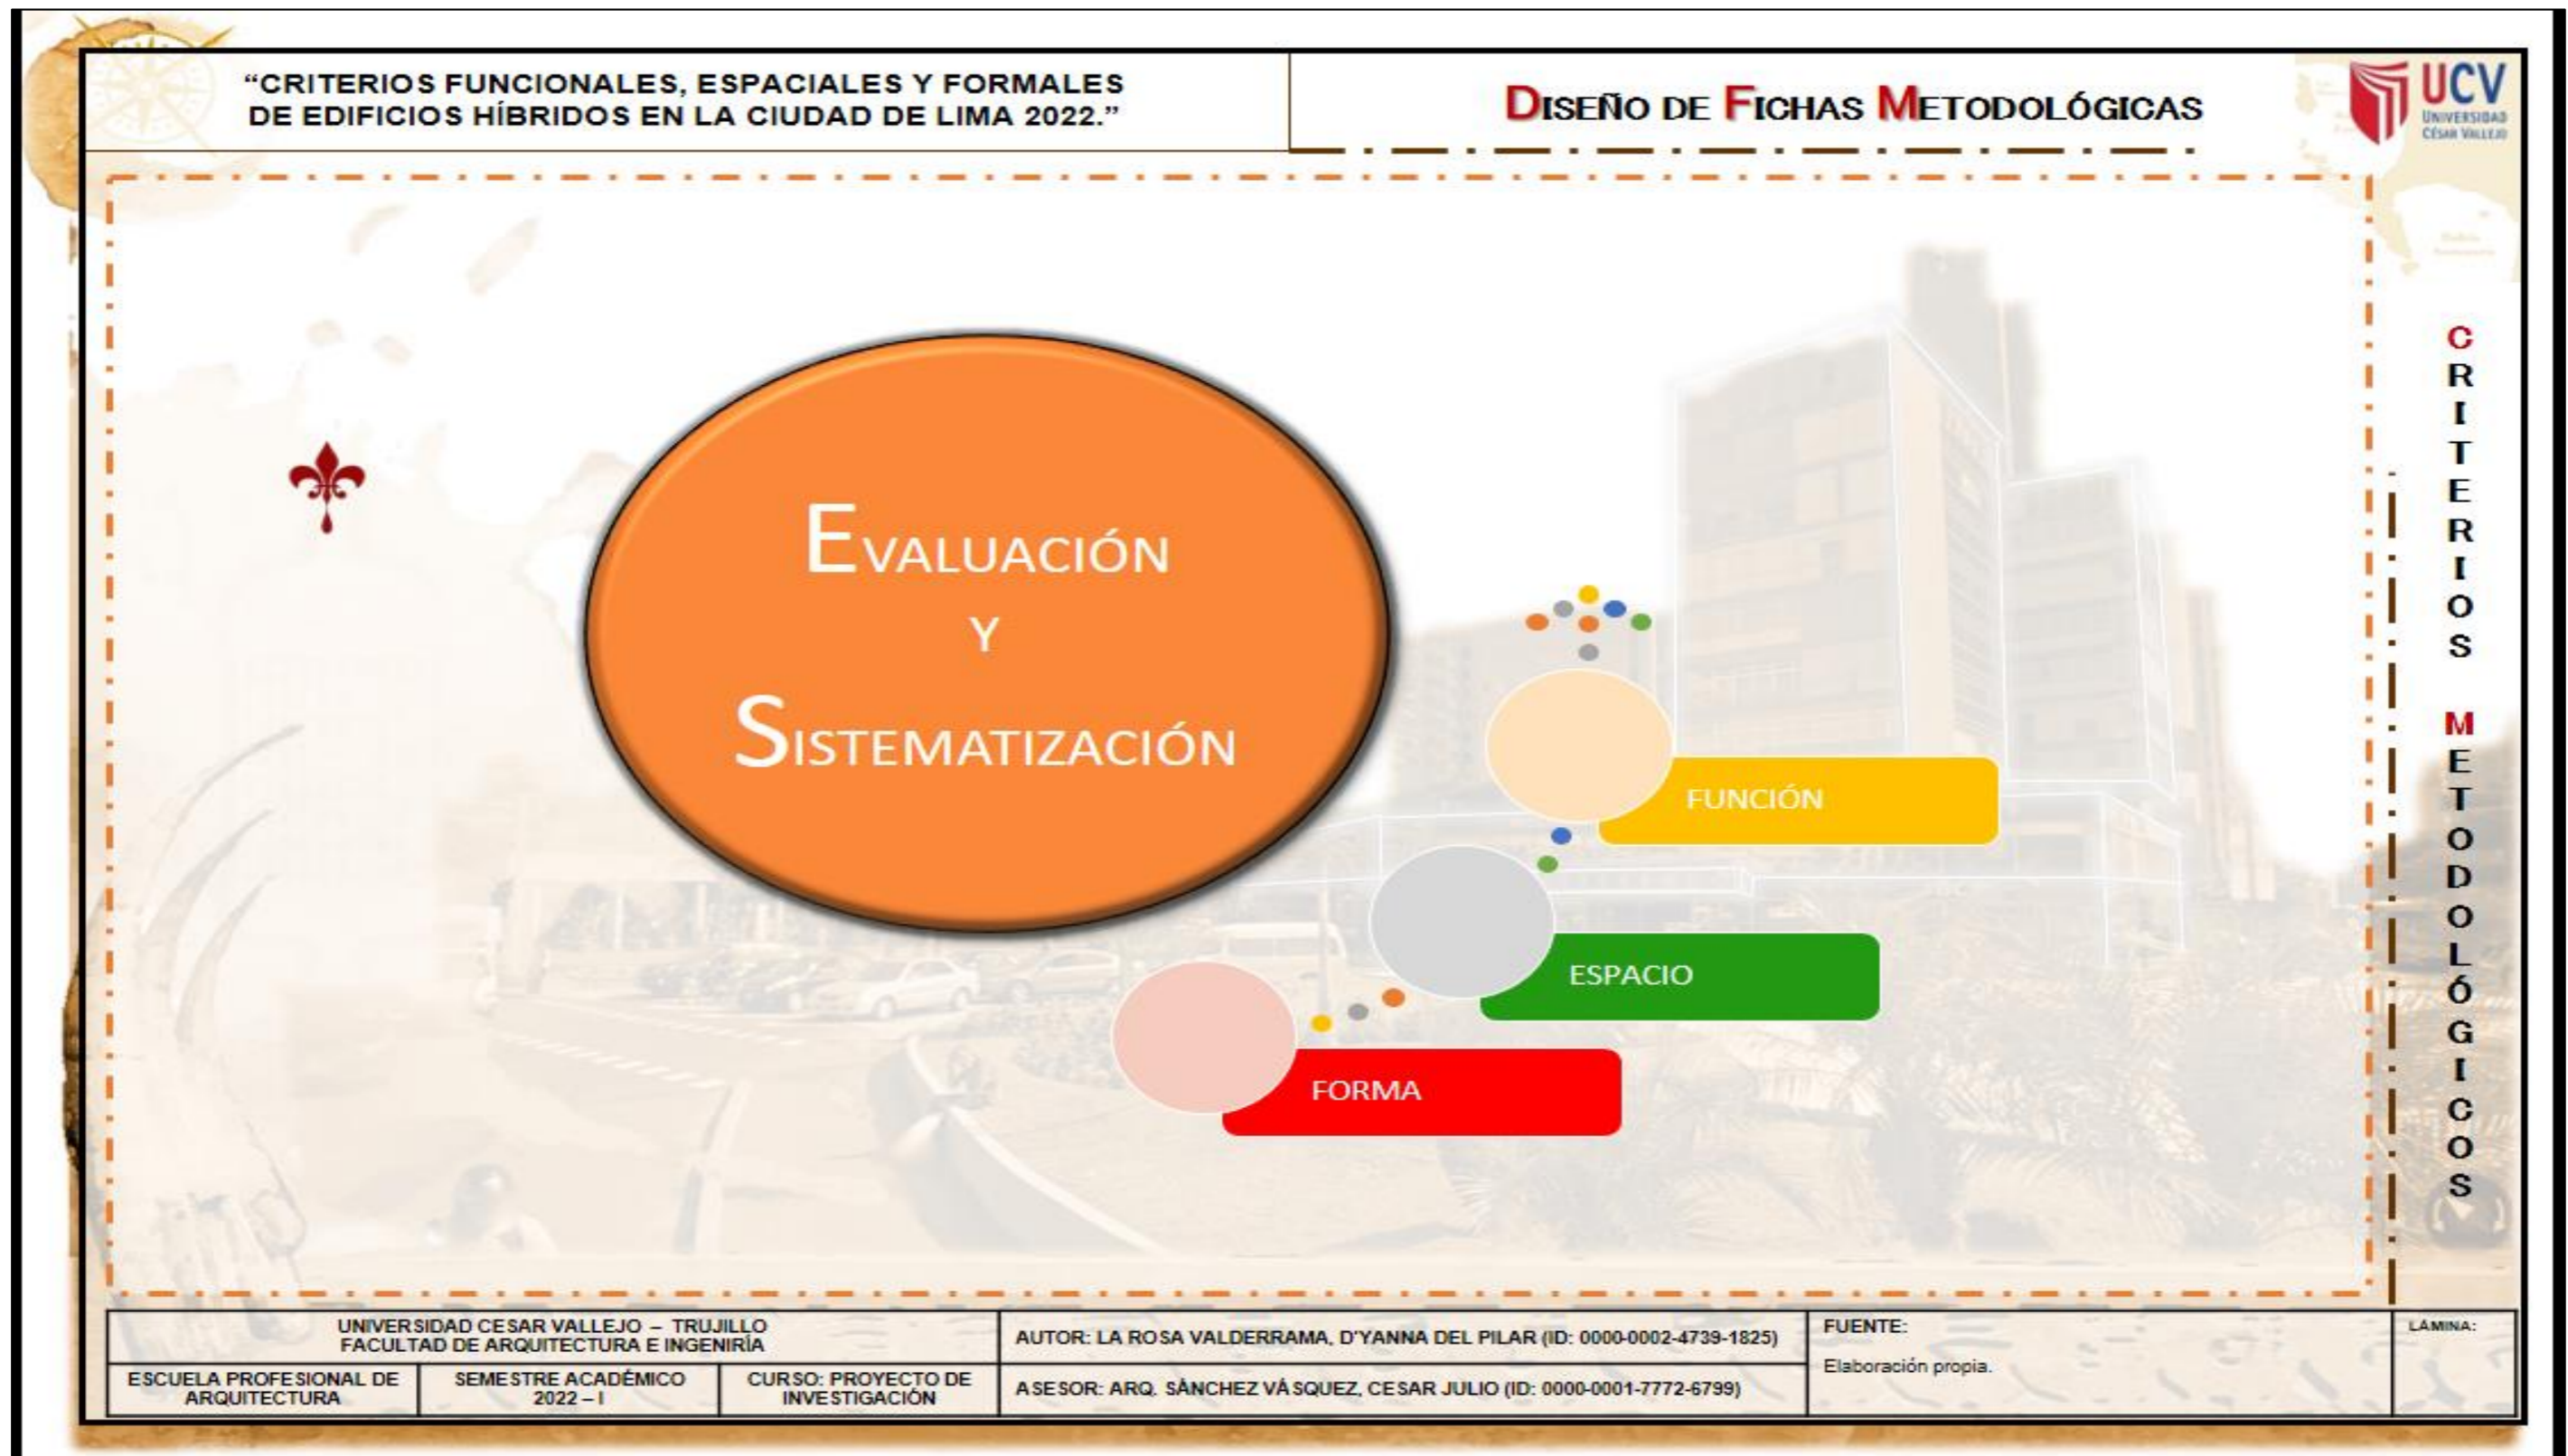 “CRITERIOS FUNCIONALES, ESPACIALES Y FORMALES
DE EDIFICIOS HÍBRIDOS EN LA CIUDAD DE LIMA 2022.”
DISEÑO DE FICHAS METODOLÓGICAS
UCV
UNIVERSIDAD
CÉSAR VALLEJO
EVALUACIÓN
Y
SISTEMATIZACIÓN
FUNCIÓN
ESPACIO
FORMA
CRITERIOS METODOLÓGICOS
UNIVERSIDAD CESAR VALLEJO – TRUJILLO
FACULTAD DE ARQUITECTURA E INGENIRÍA
ESCUELA PROFESIONAL DE
ARQUITECTURA
SEMESTRE ACADÉMICO
2022 – I
CURSO: PROYECTO DE
INVESTIGACIÓN
AUTOR: LA ROSA VALDERRAMA, D'YANNA DEL PILAR (ID: 0000-0002-4739-1825)
ASESOR: ARQ. SÁNCHEZ VÁSQUEZ, CESAR JULIO (ID: 0000-0001-7772-6799)
FUENTE:
Elaboración propia.
LÁMINA: